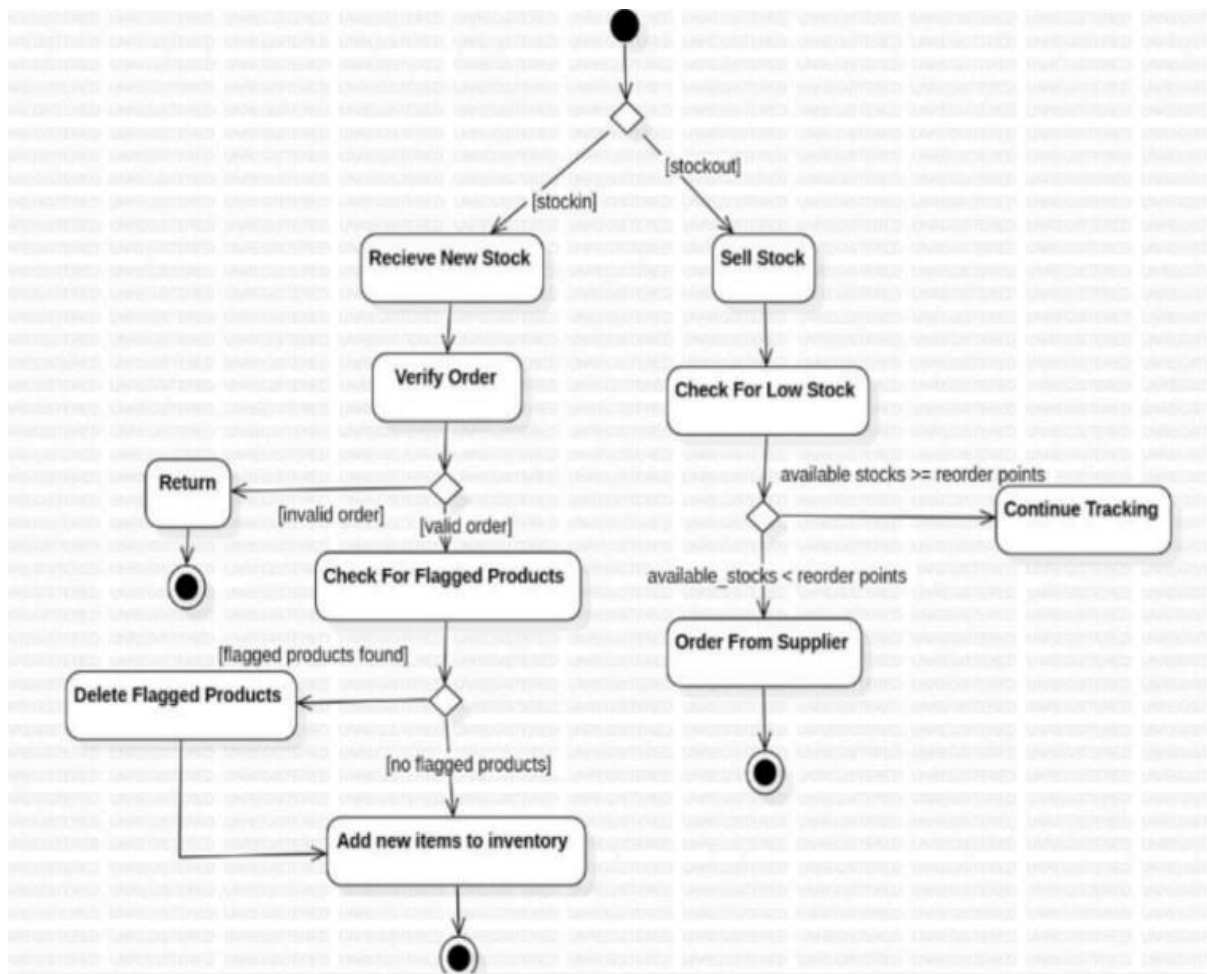 [stockout]
[stockin]
Recieve New Stock
Sell Stock
Verify Order
Check For Low Stock
Return
available stocks >= reorder points
Continue Tracking
[invalid order]
[valid order]
Check For Flagged Products
available_stocks < reorder points
Order From Supplier
[flagged products found]
Delete Flagged Products
[no flagged products]
Add new items to inventory